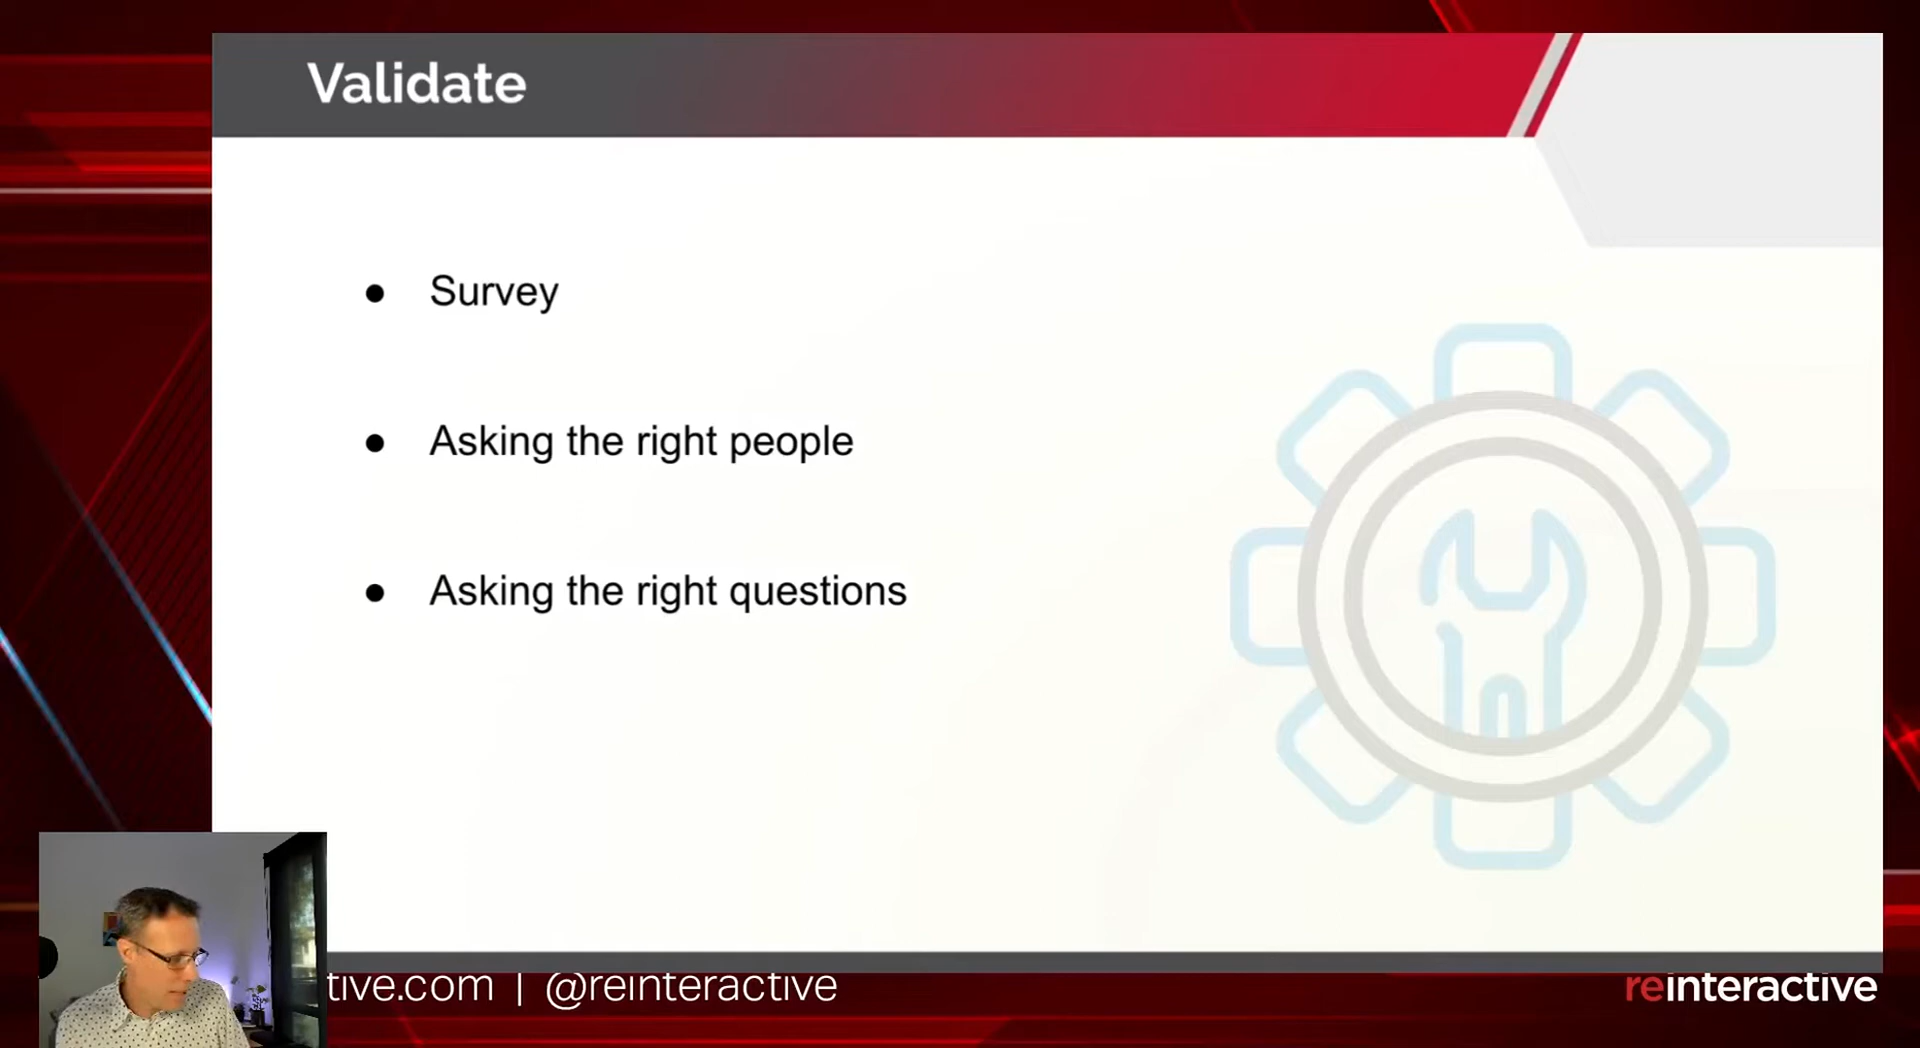 Validate
● Survey
● Asking the right people
● Asking the right questions
tive.com | @reinteractive
reinteractive